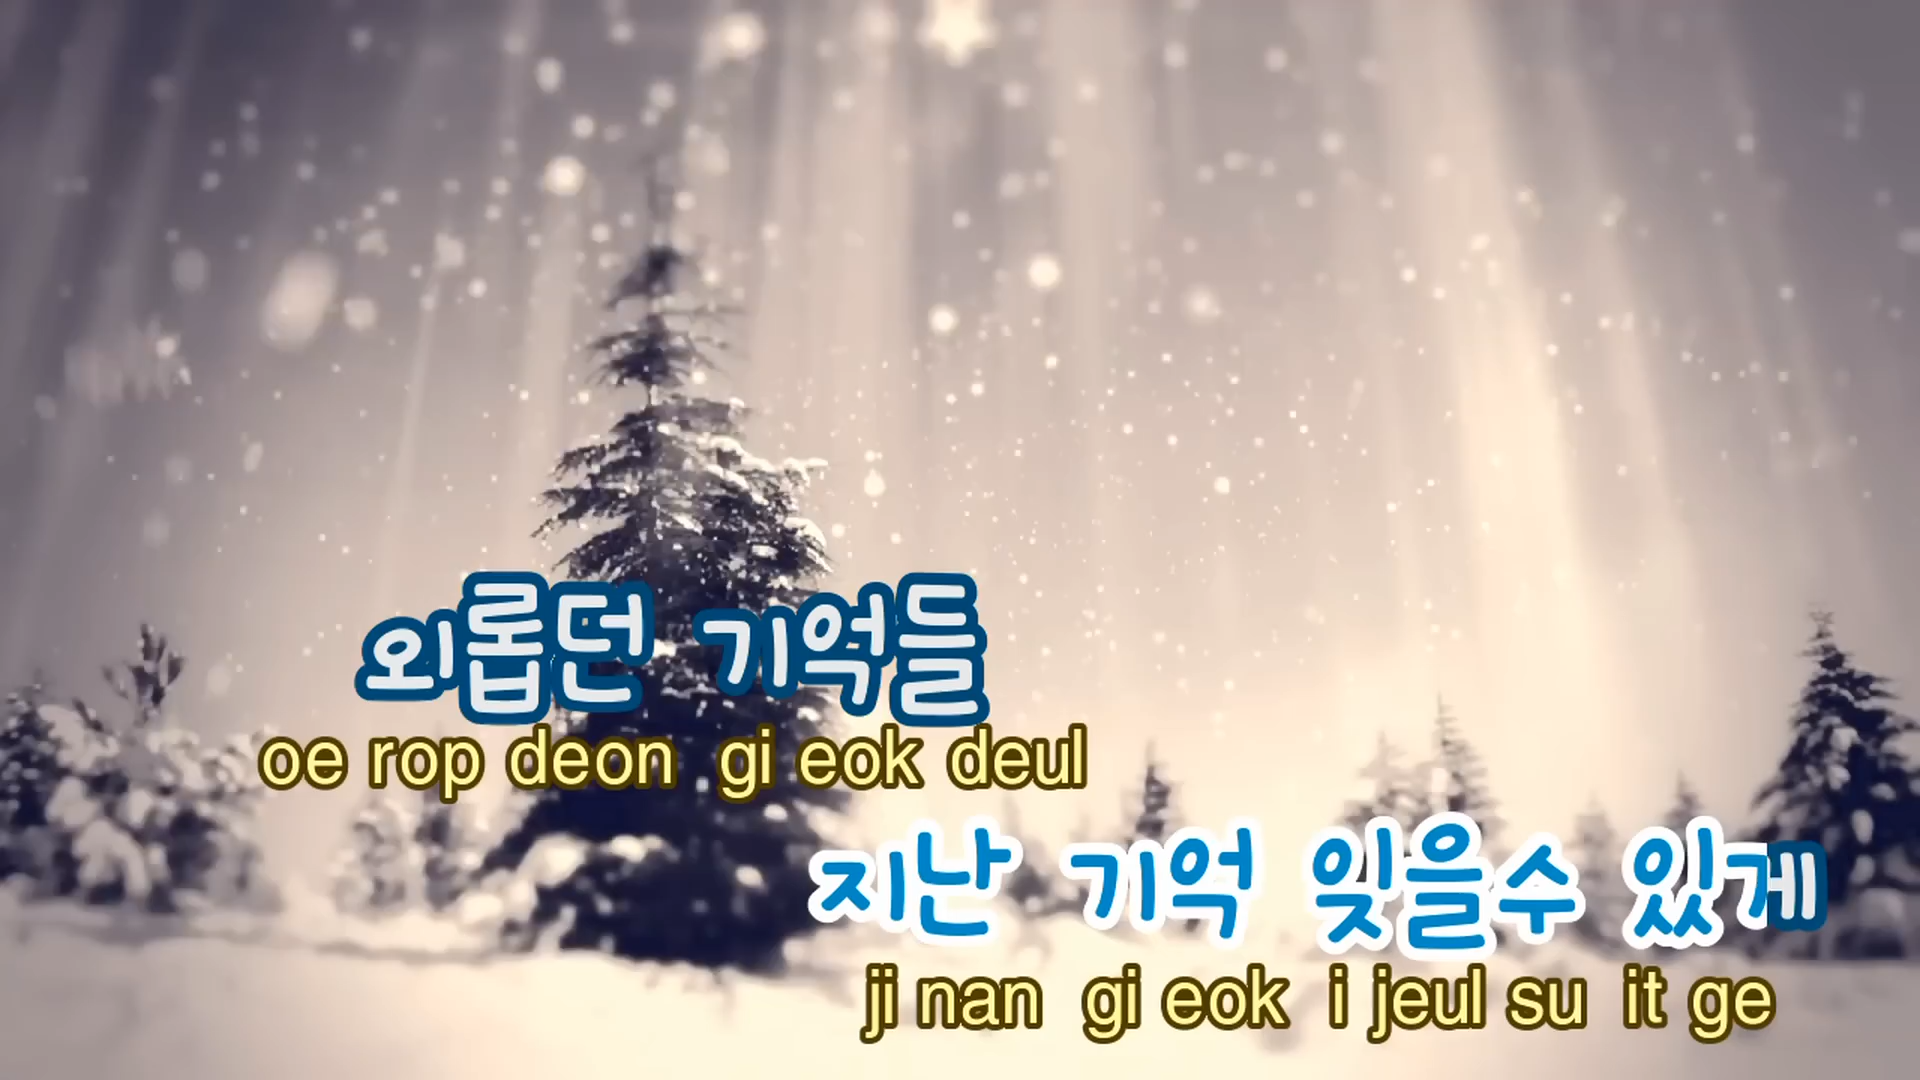 외롭던 기억들
oe rop deon gi eok deul
지난 기억 잊을수 있게
ji nan gi eok i jeul su it ge